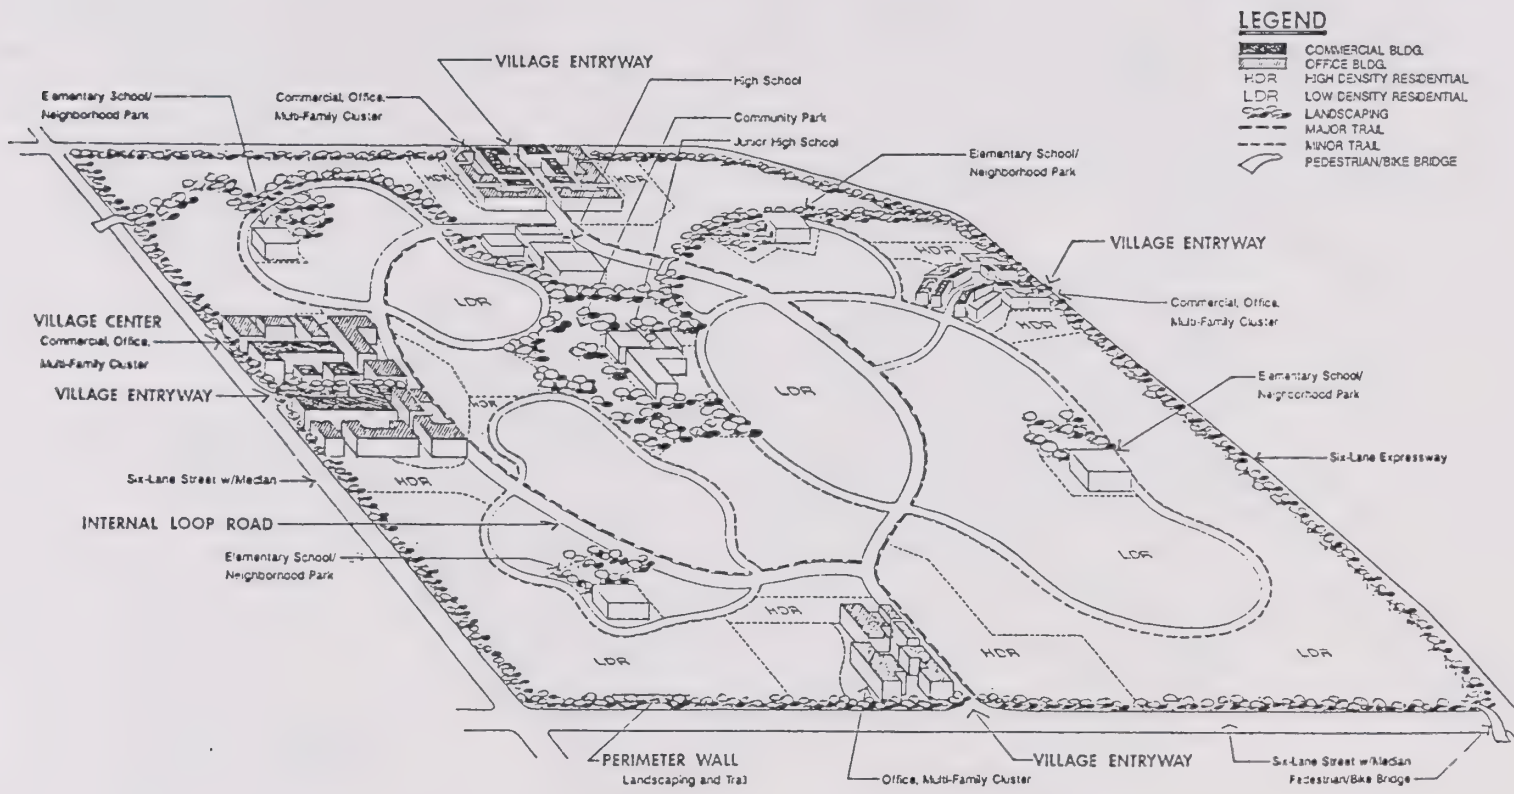 LEGEND
COMMERCIAL BLDG.
OFFICE BLDG.
HDR HIGH DENSITY RESIDENTIAL
LDR LOW DENSITY RESIDENTIAL
LANDSCAPING
MAJOR TRAIL
MINOR TRAIL
PEDESTRIAN/BIKE BRIDGE
VILLAGE ENTRYWAY
High School
Elementary School/
Neighborhood Park
Commercial, Office,
Multi-Family Cluster
Community Park
Junior High School
Elementary School/
Neighborhood Park
HDR
HDR
HDR
VILLAGE ENTRYWAY
LDR
Commercial, Office,
Multi-Family Cluster
HDR
VILLAGE CENTER
Commercial, Office,
Multi-Family Cluster
VILLAGE ENTRYWAY
LDR
HDR
Elementary School/
Neighborhood Park
Six-Lane Expressway
Six-Lane Street w/Median
HDR
INTERNAL LOOP ROAD
Elementary School/
Neighborhood Park
LDR
HDR
LDR
HDR
LDR
PERIMETER WALL
Landscaping and Trail
Office, Multi-Family Cluster
VILLAGE ENTRYWAY
Six-Lane Street w/Median
Pedestrian/Bike Bridge